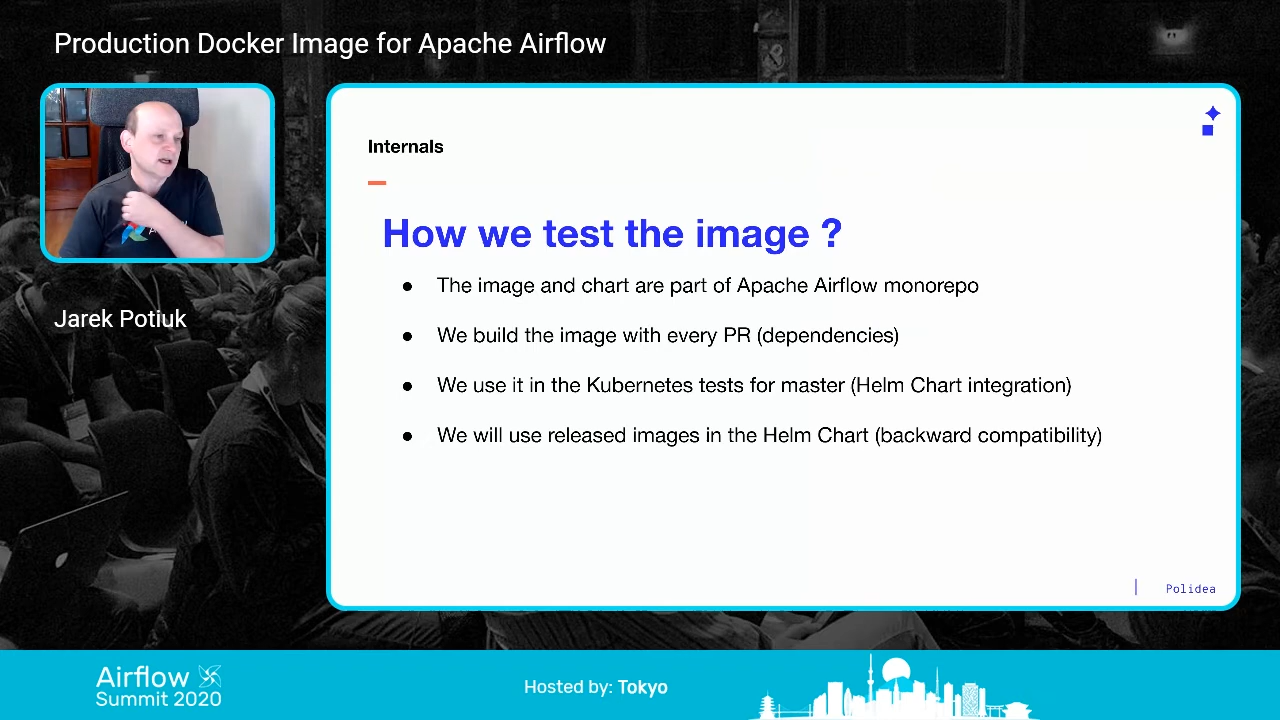 Production Docker Image for Apache Airflow
Jarek Potiuk
Internals
How we test the image ?
● The image and chart are part of Apache Airflow monorepo
● We build the image with every PR (dependencies)
● We use it in the Kubernetes tests for master (Helm Chart integration)
● We will use released images in the Helm Chart (backward compatibility)
| Polidea
Airflow
Summit 2020
Hosted by: Tokyo